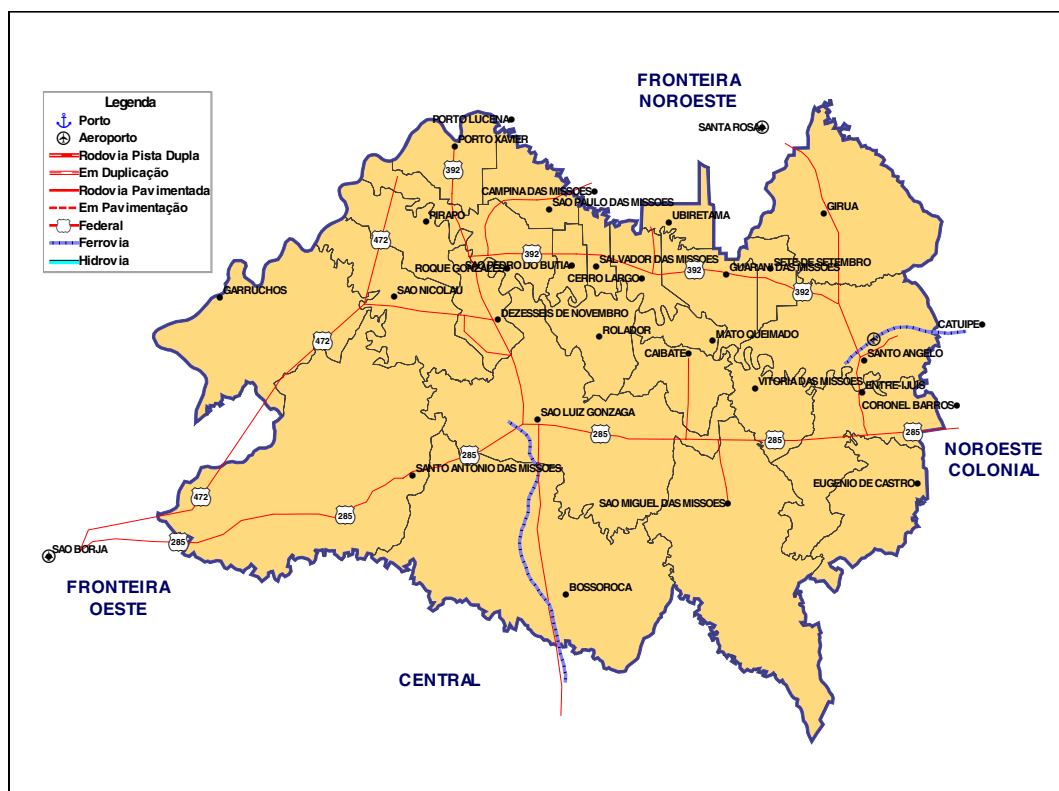 FRONTEIRA
NOROESTE
Legenda
Porto
Aeroporto
Rodovia Pista Dupla
Em Duplicação
Rodovia Pavimentada
Em Pavimentação
Federal
Ferrovia
Hidrovia
PORTO LUCENA
SANTA ROSA
PORTO XAVIER
392
CAMPINA DAS MISSOES
SAO PAULO DAS MISSOES
GIRUA
PIRAPO
UBIRETAMA
472
392
ROQUE GONZALES
SAO PEDRO DO BUTIA
SALVADOR DAS MISSOES
392
GUARANI DAS MISSOES
SETE DE SETEMBRO
CERRO LARGO
392
GARRUCHOS
SAO NICOLAU
DEZESSEIS DE NOVEMBRO
CATUIPE
472
ROLADOR
MATO QUEIMADO
CAIBATE
SANTO ANGELO
VITORIA DAS MISSOES
ENTRE-IJUIS
CORONEL BARROS
SAO LUIZ GONZAGA
285
285
285
NOROESTE
COLONIAL
285
SANTO ANTONIO DAS MISSOES
EUGENIO DE CASTRO
472
SAO MIGUEL DAS MISSOES
285
285
SAO BORJA
FRONTEIRA
OESTE
BOSSOROCA
CENTRAL